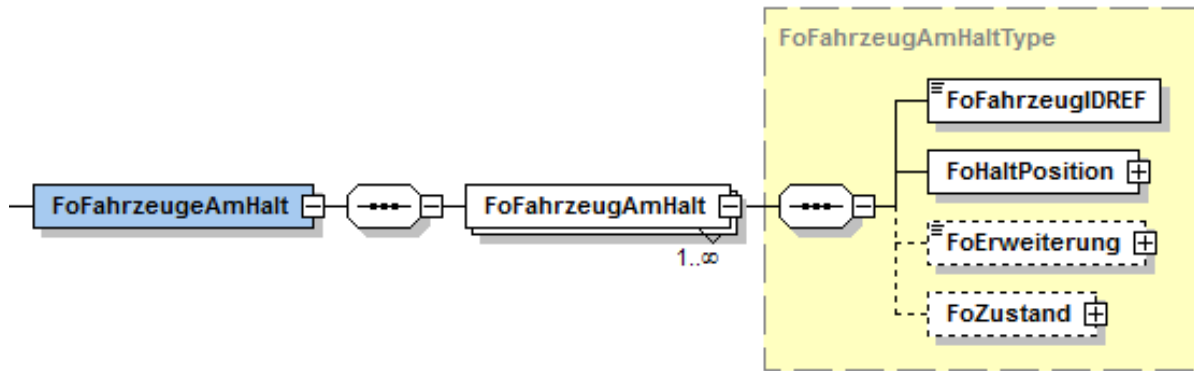 FoFahrzeugAmHaltType
FoFahrzeugIDREF
FoHaltPosition
FoFahrzeugeAmHalt
FoFahrzeugAmHalt
1..∞
FoErweiterung
FoZustand